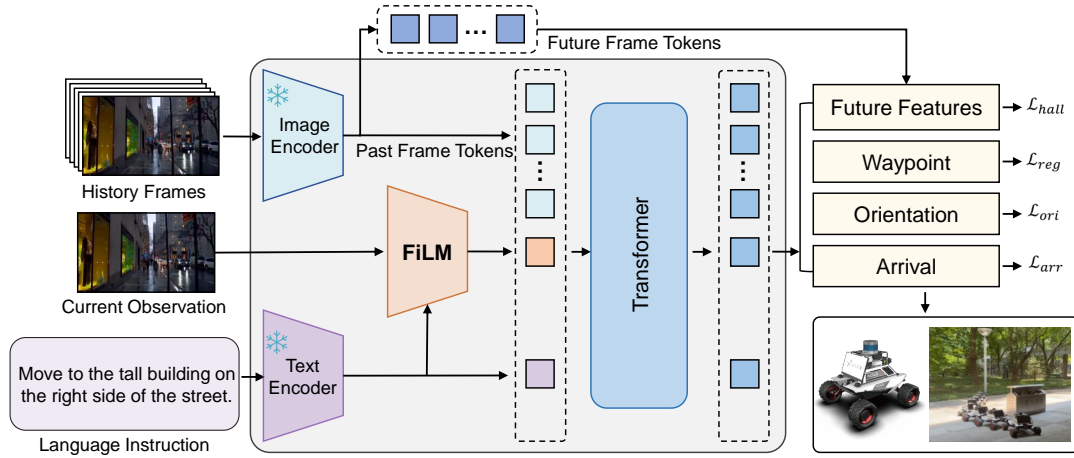 Future Frame Tokens
Image
Encoder
Past Frame Tokens
History Frames
FiLM
Current Observation
Text
Encoder
Move to the tall building on
the right side of the street.
Language Instruction
Transformer
Future Features
ℒhall
Waypoint
ℒreg
Orientation
ℒori
Arrival
ℒarr